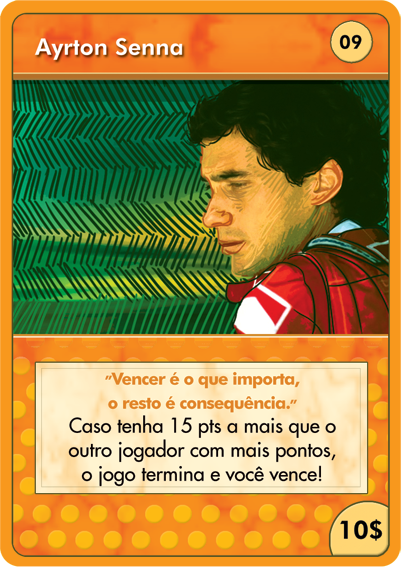 Ayrton Senna
09
"Vencer é o que importa,
o resto é consequência."
Caso tenha 15 pts a mais que o
outro jogador com mais pontos,
o jogo termina e você vence!
10$